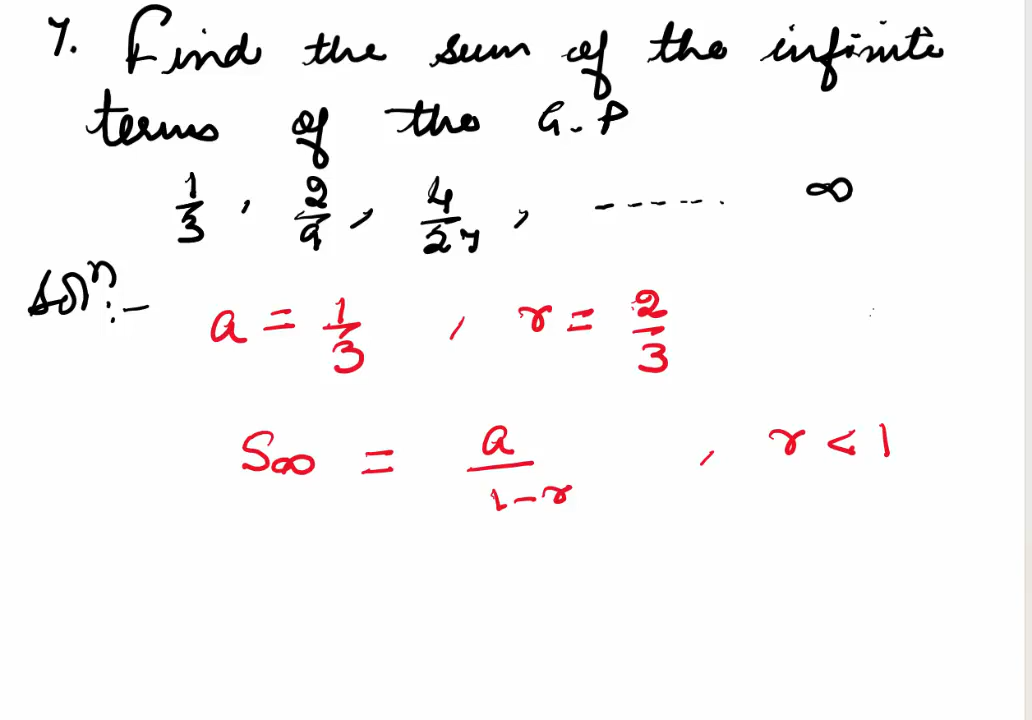 7. Find the sum of the infinite
terms of the G.P
1/3 , 2/9 , 4/27 , ------. ∞
Solⁿ:-
a = 1/3 , r = 2/3
S∞ = a/(1-r) , r < 1